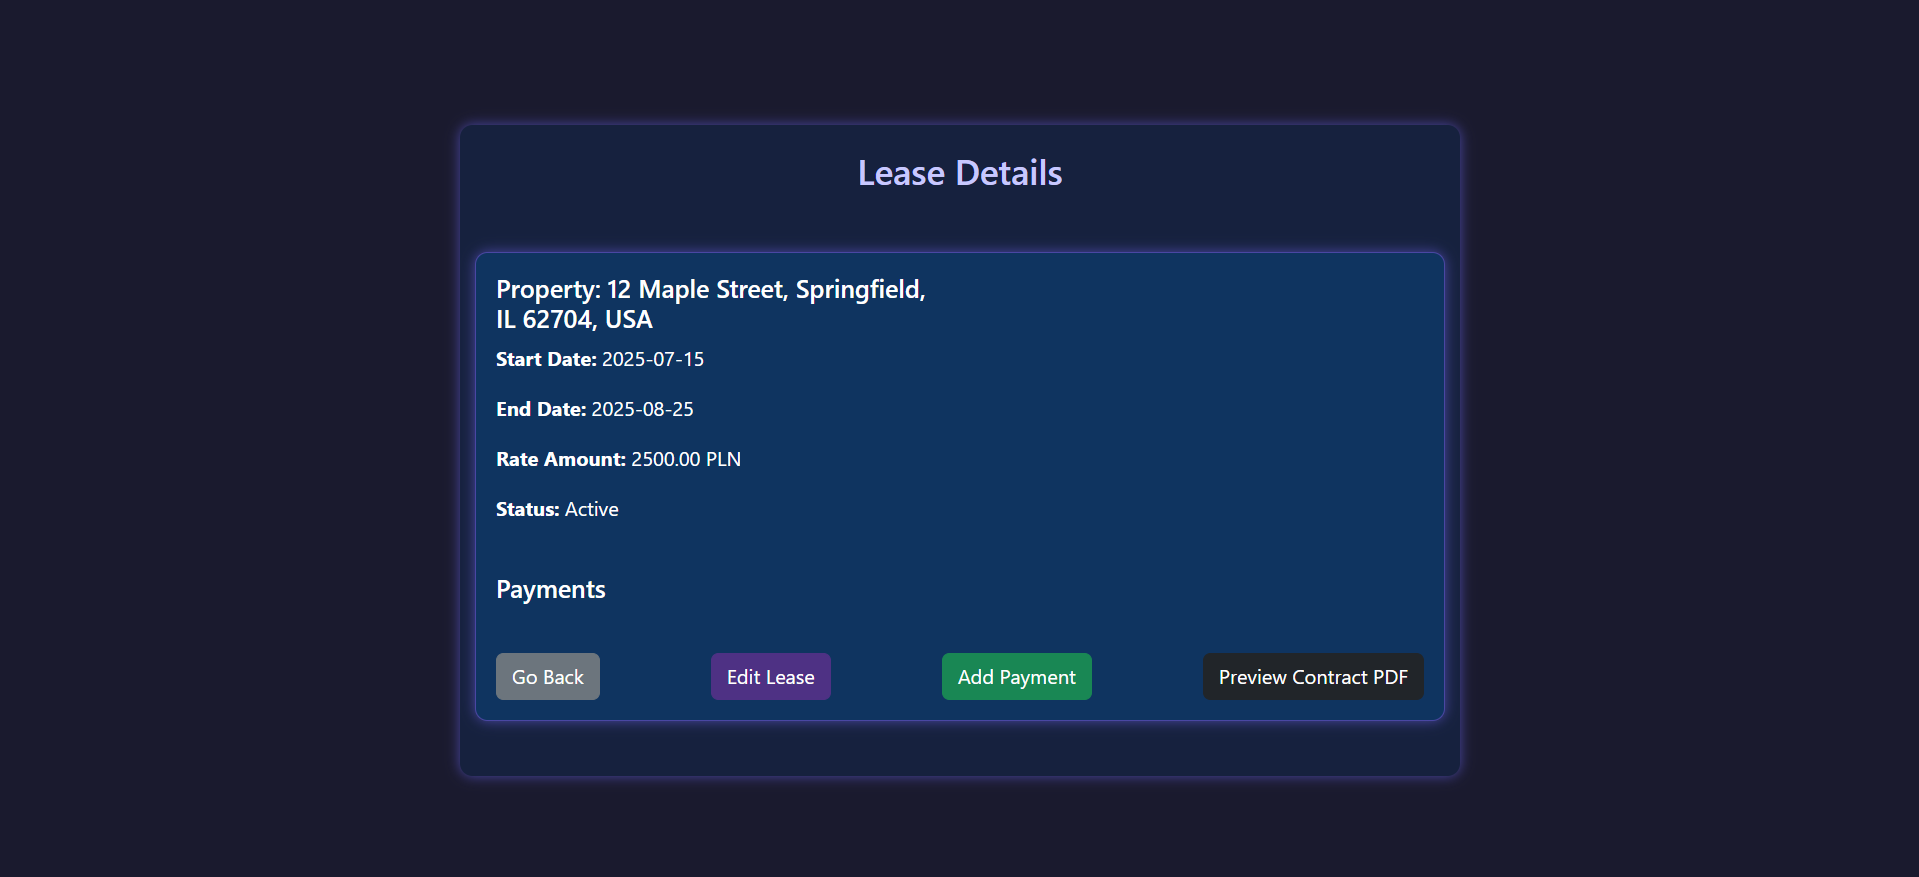 Lease Details
Property: 12 Maple Street, Springfield,
IL 62704, USA
Start Date: 2025-07-15
End Date: 2025-08-25
Rate Amount: 2500.00 PLN
Status: Active
Payments
Go Back
Edit Lease
Add Payment
Preview Contract PDF